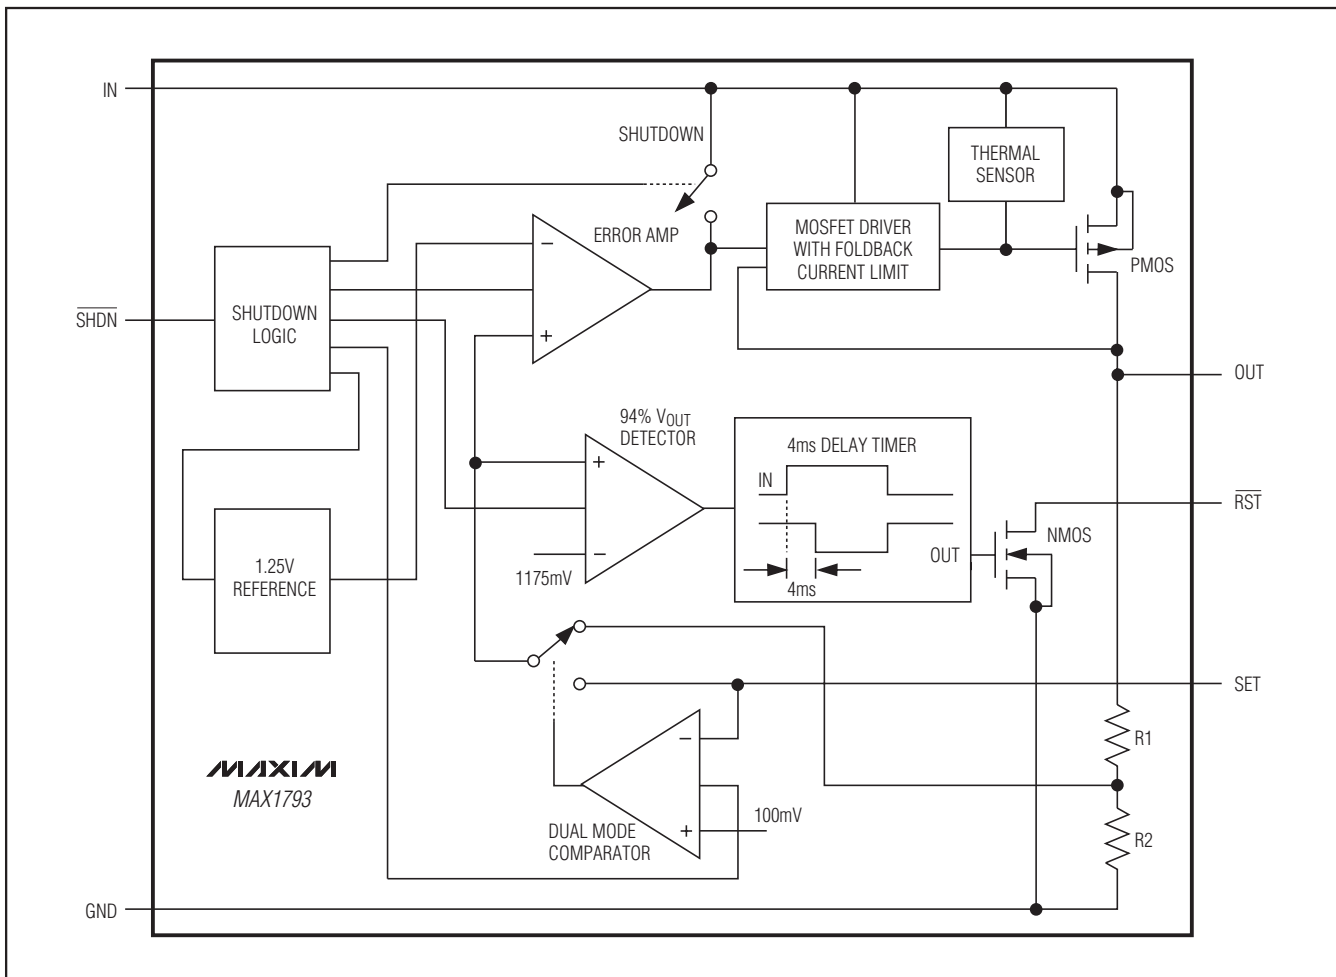 IN
SHUTDOWN
THERMAL
SENSOR
ERROR AMP
−
+
MOSFET DRIVER
WITH FOLDBACK
CURRENT LIMIT
PMOS
SHDN
SHUTDOWN
LOGIC
OUT
94% VOUT
DETECTOR
+
−
1175mV
4ms DELAY TIMER
IN
OUT
4ms
NMOS
RST
1.25V
REFERENCE
SET
−
+
100mV
DUAL MODE
COMPARATOR
R1
R2
MAXIM
MAX1793
GND